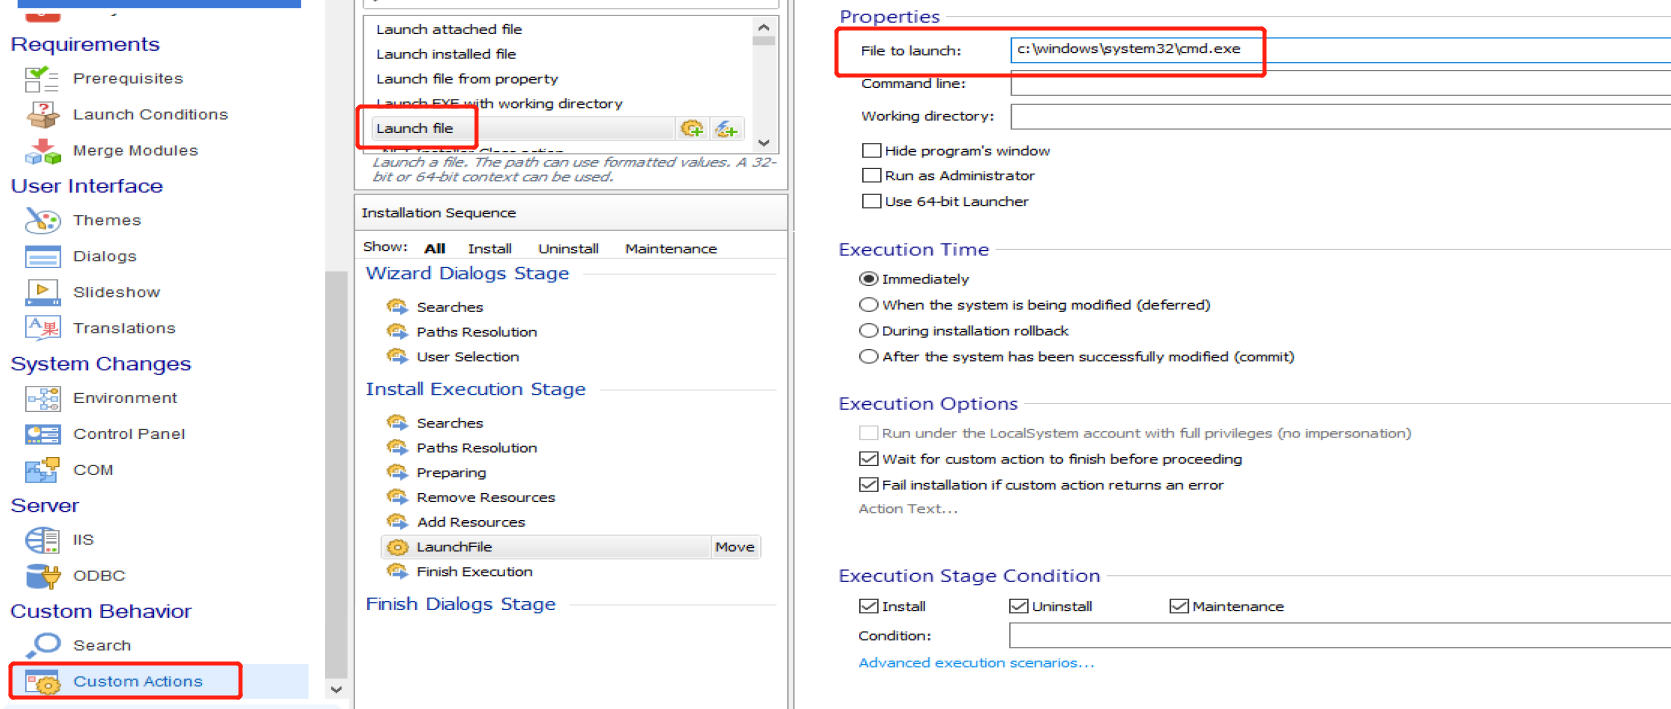 Requirements
Prerequisites
Launch Conditions
Merge Modules
User Interface
Themes
Dialogs
Slideshow
Translations
System Changes
Environment
Control Panel
COM
Server
IIS
ODBC
Custom Behavior
Search
Custom Actions
Launch attached file
Launch installed file
Launch file from property
Launch EXE with working directory
Launch file
.NET Installer Class action
Launch a file. The path can use formatted values. A 32-
bit or 64-bit context can be used.
Installation Sequence
Show: All Install Uninstall Maintenance
Wizard Dialogs Stage
Searches
Paths Resolution
User Selection
Install Execution Stage
Searches
Paths Resolution
Preparing
Remove Resources
Add Resources
LaunchFile Move
Finish Execution
Finish Dialogs Stage
Properties
File to launch: c:\windows\system32\cmd.exe
Command line:
Working directory:
Hide program's window
Run as Administrator
Use 64-bit Launcher
Execution Time
Immediately
When the system is being modified (deferred)
During installation rollback
After the system has been successfully modified (commit)
Execution Options
Run under the LocalSystem account with full privileges (no impersonation)
Wait for custom action to finish before proceeding
Fail installation if custom action returns an error
Action Text...
Execution Stage Condition
Install Uninstall Maintenance
Condition:
Advanced execution scenarios...